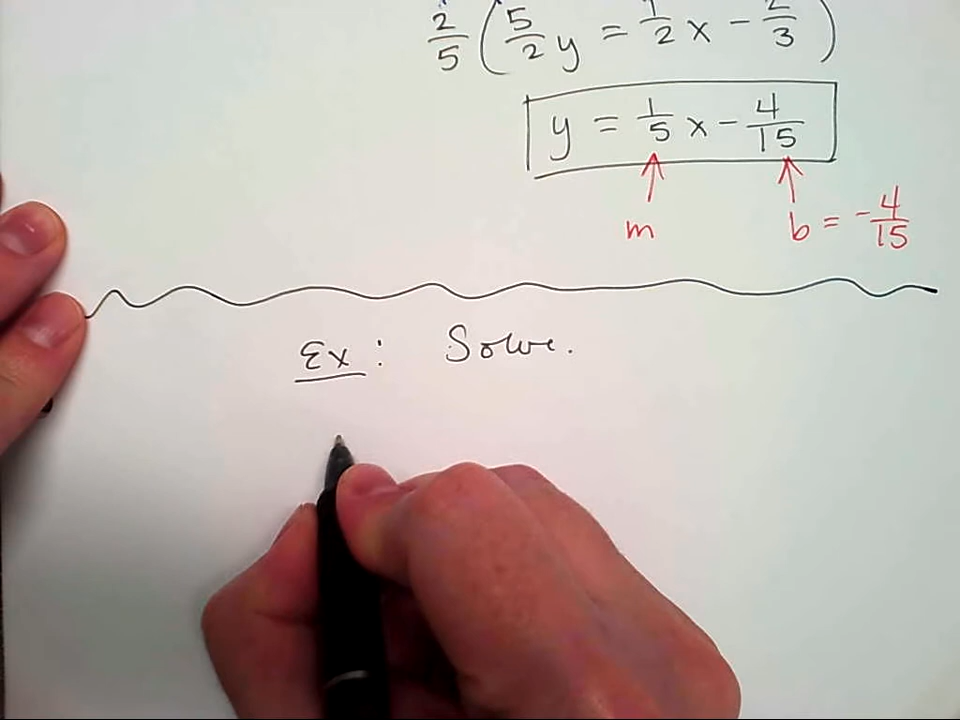 2/5 ( 5/2 y = 1/2 x - 2/3 )
y = 1/5 x - 4/15
m b = - 4/15
Ex : Solve.